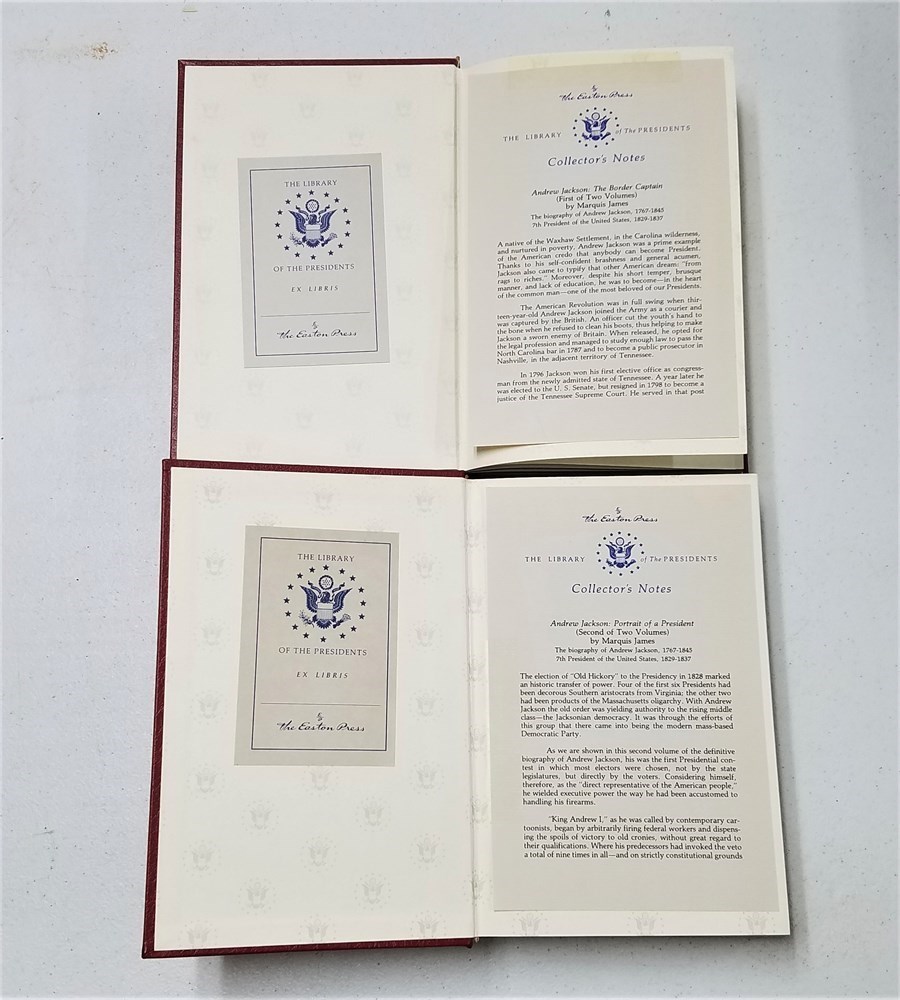 THE LIBRARY
OF THE PRESIDENTS
EX LIBRIS
The Easton Press
The Easton Press
THE LIBRARY of The PRESIDENTS
Collector's Notes
Andrew Jackson: The Border Captain
(First of Two Volumes)
by Marquis James
The biography of Andrew Jackson, 1767-1845
7th President of the United States, 1829-1837
A native of the Waxhaw Settlement, in the Carolina wilderness,
and nurtured in poverty, Andrew Jackson was a prime example
of the American credo that anybody can become President.
Thanks to his self-confident brashness and general acumen,
Jackson also came to typify that other American dream: "from
rags to riches." Moreover, despite his short temper, brusque
manner, and lack of education, he was to become—in the heart
of the common man—one of the most beloved of our Presidents.
The American Revolution was in full swing when thir-
teen-year-old Andrew Jackson joined the Army as a courier and
was captured by the British. An officer cut the youth's hand to
the bone when he refused to clean his boots, thus helping to make
Jackson a sworn enemy of Britain. When released, he opted for
the legal profession and managed to study enough law to pass the
North Carolina bar in 1787 and to become a public prosecutor in
Nashville, in the adjacent territory of Tennessee.
In 1796 Jackson won his first elective office as congress-
man from the newly admitted state of Tennessee. A year later he
was elected to the U. S. Senate, but resigned in 1798 to become a
justice of the Tennessee Supreme Court. He served in that post
THE LIBRARY
OF THE PRESIDENTS
EX LIBRIS
The Easton Press
The Easton Press
THE LIBRARY of The PRESIDENTS
Collector's Notes
Andrew Jackson: Portrait of a President
(Second of Two Volumes)
by Marquis James
The biography of Andrew Jackson, 1767-1845
7th President of the United States, 1829-1837
The election of "Old Hickory" to the Presidency in 1828 marked
an historic transfer of power. Four of the first six Presidents had
been decorous Southern aristocrats from Virginia; the other two
had been products of the Massachusetts oligarchy. With Andrew
Jackson the old order was yielding authority to the rising middle
class—the Jacksonian democracy. It was through the efforts of
this group that there came into being the modern mass-based
Democratic Party.
As we are shown in this second volume of the definitive
biography of Andrew Jackson, his was the first Presidential con-
test in which most electors were chosen, not by the state
legislatures, but directly by the voters. Considering himself,
therefore, as the "direct representative of the American people,"
he wielded executive power the way he had been accustomed to
handling his firearms.
"King Andrew I," as he was called by contemporary car-
toonists, began by arbitrarily firing federal workers and dispens-
ing the spoils of victory to old cronies, without great regard to
their qualifications. Where his predecessors had invoked the veto
a total of nine times in all—and on strictly constitutional grounds